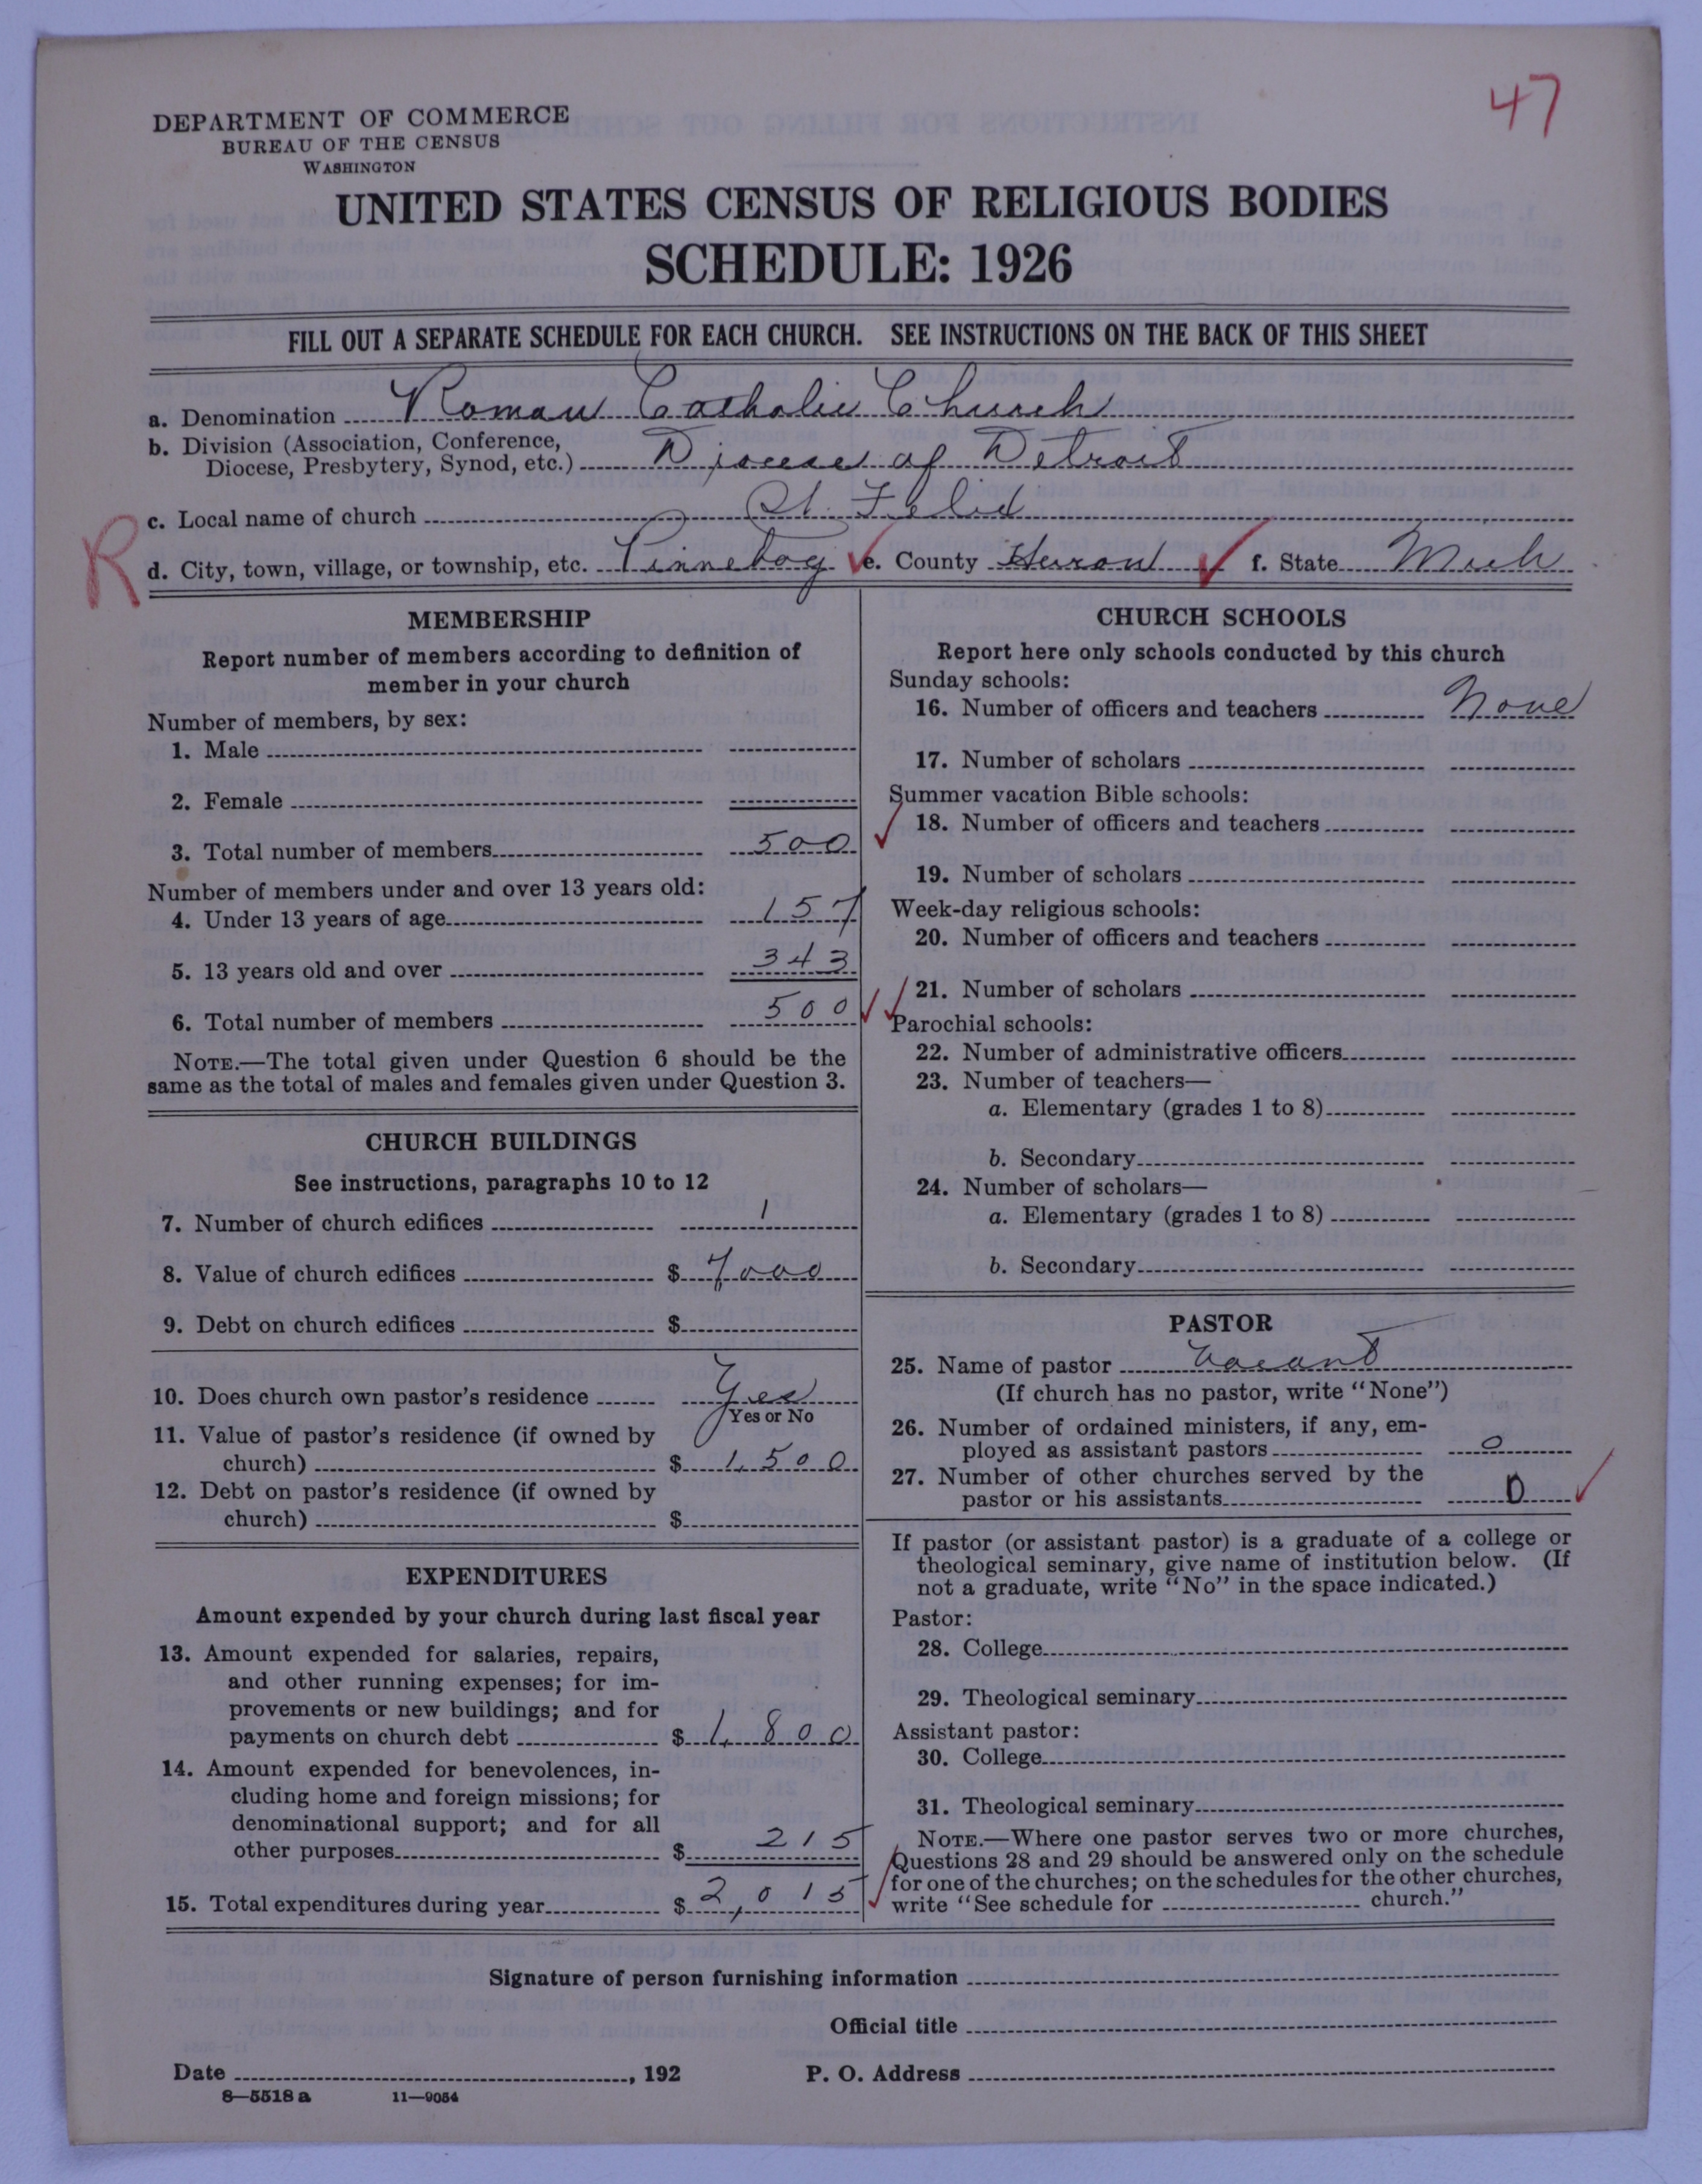 47
DEPARTMENT OF COMMERCE
BUREAU OF THE CENSUS
WASHINGTON
UNITED STATES CENSUS OF RELIGIOUS BODIES
SCHEDULE: 1926
FILL OUT A SEPARATE SCHEDULE FOR EACH CHURCH. SEE INSTRUCTIONS ON THE BACK OF THIS SHEET
a. Denomination Roman Catholic Church
b. Division (Association, Conference,
Diocese, Presbytery, Synod, etc.) Diocese of Detroit
c. Local name of church St. Felix
R d. City, town, village, or township, etc. Pinnebog e. County Huron f. State Mich
MEMBERSHIP
Report number of members according to definition of
member in your church
Number of members, by sex:
1. Male
2. Female
3. Total number of members 500
Number of members under and over 13 years old:
4. Under 13 years of age 157
5. 13 years old and over 343
6. Total number of members 500
NOTE.—The total given under Question 6 should be the
same as the total of males and females given under Question 3.
CHURCH BUILDINGS
See instructions, paragraphs 10 to 12
7. Number of church edifices 1
8. Value of church edifices $ 7000
9. Debt on church edifices $
10. Does church own pastor's residence Yes
Yes or No
11. Value of pastor's residence (if owned by
church) $ 1,500
12. Debt on pastor's residence (if owned by
church) $
EXPENDITURES
Amount expended by your church during last fiscal year
13. Amount expended for salaries, repairs,
and other running expenses; for im-
provements or new buildings; and for
payments on church debt $ 1,800
14. Amount expended for benevolences, in-
cluding home and foreign missions; for
denominational support; and for all
other purposes $ 215
15. Total expenditures during year $ 2,015
CHURCH SCHOOLS
Report here only schools conducted by this church
Sunday schools:
16. Number of officers and teachers None
17. Number of scholars
Summer vacation Bible schools:
18. Number of officers and teachers
19. Number of scholars
Week-day religious schools:
20. Number of officers and teachers
21. Number of scholars
Parochial schools:
22. Number of administrative officers
23. Number of teachers—
a. Elementary (grades 1 to 8)
b. Secondary
24. Number of scholars—
a. Elementary (grades 1 to 8)
b. Secondary
PASTOR
25. Name of pastor Vacant
(If church has no pastor, write "None")
26. Number of ordained ministers, if any, em-
ployed as assistant pastors 0
27. Number of other churches served by the
pastor or his assistants 0
If pastor (or assistant pastor) is a graduate of a college or
theological seminary, give name of institution below. (If
not a graduate, write "No" in the space indicated.)
Pastor:
28. College
29. Theological seminary
Assistant pastor:
30. College
31. Theological seminary
NOTE.—Where one pastor serves two or more churches,
Questions 28 and 29 should be answered only on the schedule
for one of the churches; on the schedules for the other churches,
write "See schedule for church."
Signature of person furnishing information
Official title
Date , 192 P. O. Address
8—5518 a 11—9054